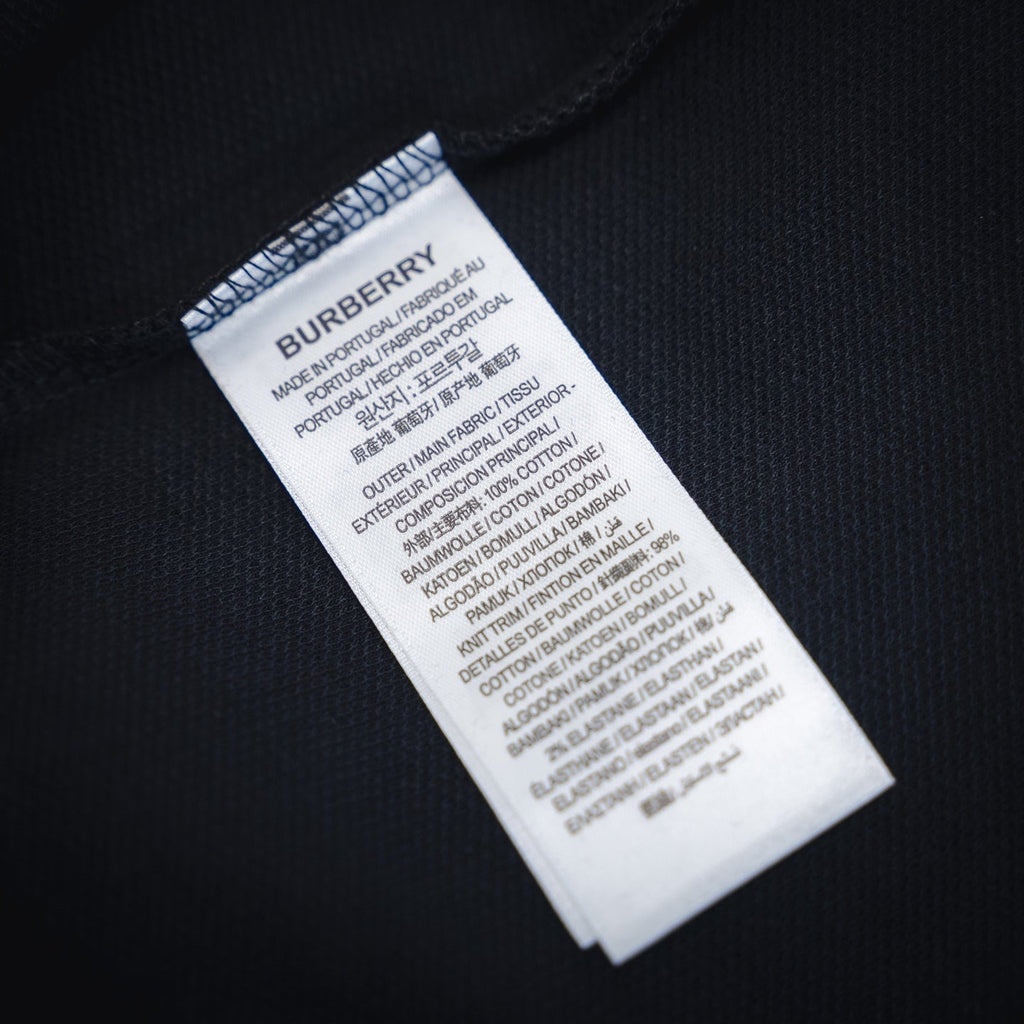 BURBERRY
MADE IN PORTUGAL/ FABRIQUÉ AU
PORTUGAL/ FABRICADO EM
PORTUGAL/ HECHO EN PORTUGAL
원산지 : 포르투갈
原產地 葡萄牙/ 原产地 葡萄牙
OUTER / MAIN FABRIC / TISSU
EXTÉRIEUR / PRINCIPAL / EXTERIOR -
COMPOSICION PRINCIPAL /
外部/主要布料: 100% COTTON /
BAUMWOLLE / COTON / COTONE /
KATOEN / BOMULL / ALGODÓN /
ALGODÃO / PUUVILLA / BAMBAKI /
PAMUK / ХЛОПОК / 棉 / قطن
KNIT TRIM / FINITION EN MAILLE /
DETALLES DE PUNTO / 針織副料: 98%
COTTON / BAUMWOLLE / COTON /
COTONE / KATOEN / BOMULL /
ALGODÓN / ALGODÃO / PUUVILLA /
BAMBAKI / PAMUK / ХЛОПОК / 棉 / قطن
2% ELASTANE / ELASTHAN /
ÉLASTHANE / ELASTAAN / ELASTAN /
ELASTANO / elastano / ELASTAANI /
ΕΛΑΣΤΑΝΗ / ELASTEN / ЭЛАСТАН /